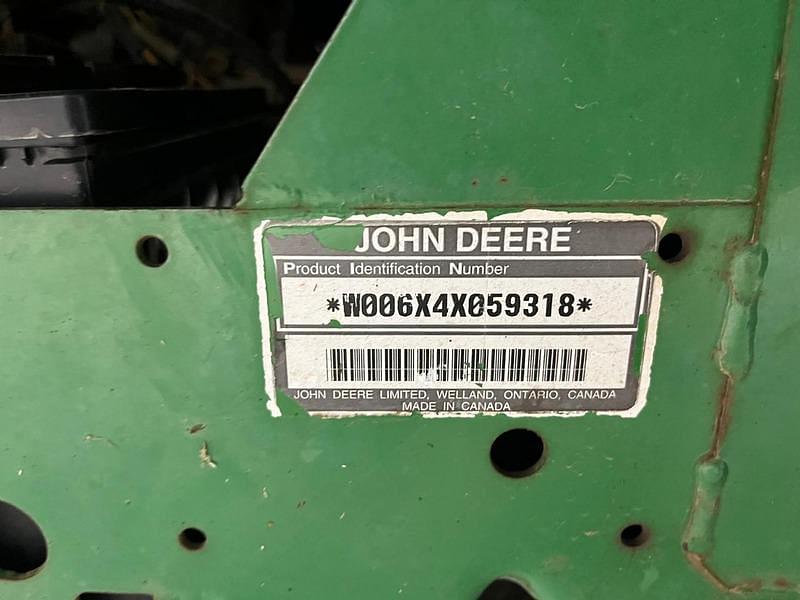 JOHN DEERE
Product Identification Number
*W006X4X059318*
JOHN DEERE LIMITED, WELLAND, ONTARIO, CANADA
MADE IN CANADA